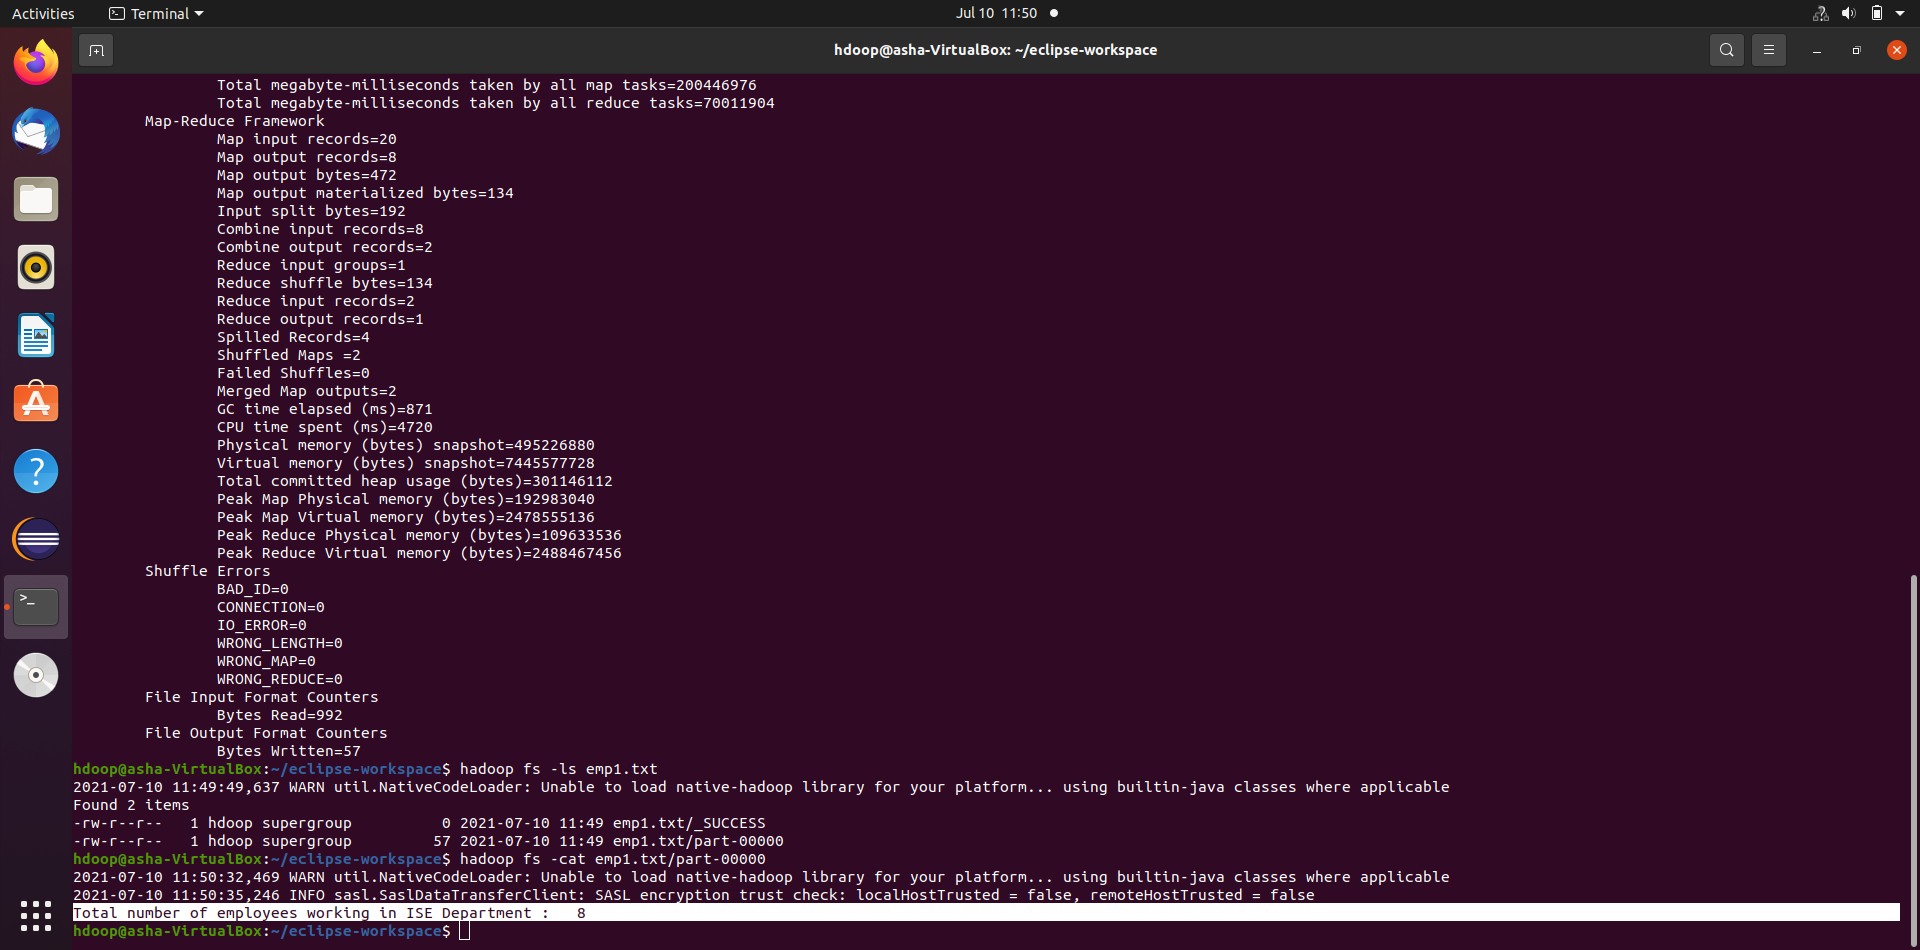 Activities
Terminal
Jul 10 11:50
hdoop@asha-VirtualBox: ~/eclipse-workspace
Total megabyte-milliseconds taken by all map tasks=200446976
Total megabyte-milliseconds taken by all reduce tasks=70011904
Map-Reduce Framework
Map input records=20
Map output records=8
Map output bytes=472
Map output materialized bytes=134
Input split bytes=192
Combine input records=8
Combine output records=2
Reduce input groups=1
Reduce shuffle bytes=134
Reduce input records=2
Reduce output records=1
Spilled Records=4
Shuffled Maps =2
Failed Shuffles=0
Merged Map outputs=2
GC time elapsed (ms)=871
CPU time spent (ms)=4720
Physical memory (bytes) snapshot=495226880
Virtual memory (bytes) snapshot=7445577728
Total committed heap usage (bytes)=301146112
Peak Map Physical memory (bytes)=192983040
Peak Map Virtual memory (bytes)=2478555136
Peak Reduce Physical memory (bytes)=109633536
Peak Reduce Virtual memory (bytes)=2488467456
Shuffle Errors
BAD_ID=0
CONNECTION=0
IO_ERROR=0
WRONG_LENGTH=0
WRONG_MAP=0
WRONG_REDUCE=0
File Input Format Counters
Bytes Read=992
File Output Format Counters
Bytes Written=57
hdoop@asha-VirtualBox:~/eclipse-workspace$ hadoop fs -ls emp1.txt
2021-07-10 11:49:49,637 WARN util.NativeCodeLoader: Unable to load native-hadoop library for your platform... using builtin-java classes where applicable
Found 2 items
-rw-r--r--   1 hdoop supergroup          0 2021-07-10 11:49 emp1.txt/_SUCCESS
-rw-r--r--   1 hdoop supergroup         57 2021-07-10 11:49 emp1.txt/part-00000
hdoop@asha-VirtualBox:~/eclipse-workspace$ hadoop fs -cat emp1.txt/part-00000
2021-07-10 11:50:32,469 WARN util.NativeCodeLoader: Unable to load native-hadoop library for your platform... using builtin-java classes where applicable
2021-07-10 11:50:35,246 INFO sasl.SaslDataTransferClient: SASL encryption trust check: localHostTrusted = false, remoteHostTrusted = false
Total number of employees working in ISE Department :   8
hdoop@asha-VirtualBox:~/eclipse-workspace$